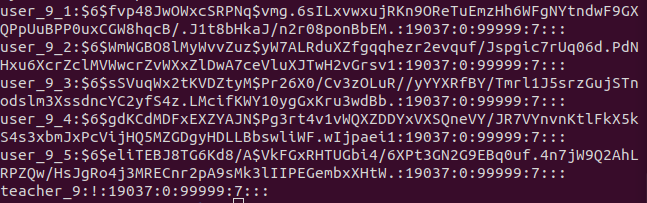 user_9_1:$6$fvp48JwOWxcSRPNq$vmg.6sILxvwxujRKn9OReTuEmzHh6WFgNYtndwF9GX
QPpUuBPP0uxCGW8hqcB/.J1t8bHkaJ/n2r08ponBbEM.:19037:0:99999:7:::
user_9_2:$6$WmWGBO8lMyWvvZuz$yW7ALRduXZfgqqhezr2evquf/Jspgic7rUq06d.PdN
Hxu6XcrZclMVWwcrZvWXxZlDwA7ceVluXJTwH2vGrsv1:19037:0:99999:7:::
user_9_3:$6$sSVuqWx2tKVDZtyM$Pr26X0/Cv3zOLuR//yYYXRfBY/Tmrl1J5srzGujSTn
odslm3XssdncYC2yfS4z.LMcifKWY10ygGxKru3wdBb.:19037:0:99999:7:::
user_9_4:$6$gdKCdMDFxEXZYAJN$Pg3rt4v1vWQXZDDYxVXSQneVY/JR7VYnvnKtlFkX5k
S4s3xbmJxPcVijHQ5MZGDgyHDLLBbswliWF.wIjpaei1:19037:0:99999:7:::
user_9_5:$6$eliTEBJ8TG6Kd8/A$VkFGxRHTUGbi4/6XPt3GN2G9EBq0uf.4n7jW9Q2AhL
RPZQw/HsJgRo4j3MRECnr2pA9sMk3lIIPEGembxXHtW.:19037:0:99999:7:::
teacher_9:!:19037:0:99999:7:::